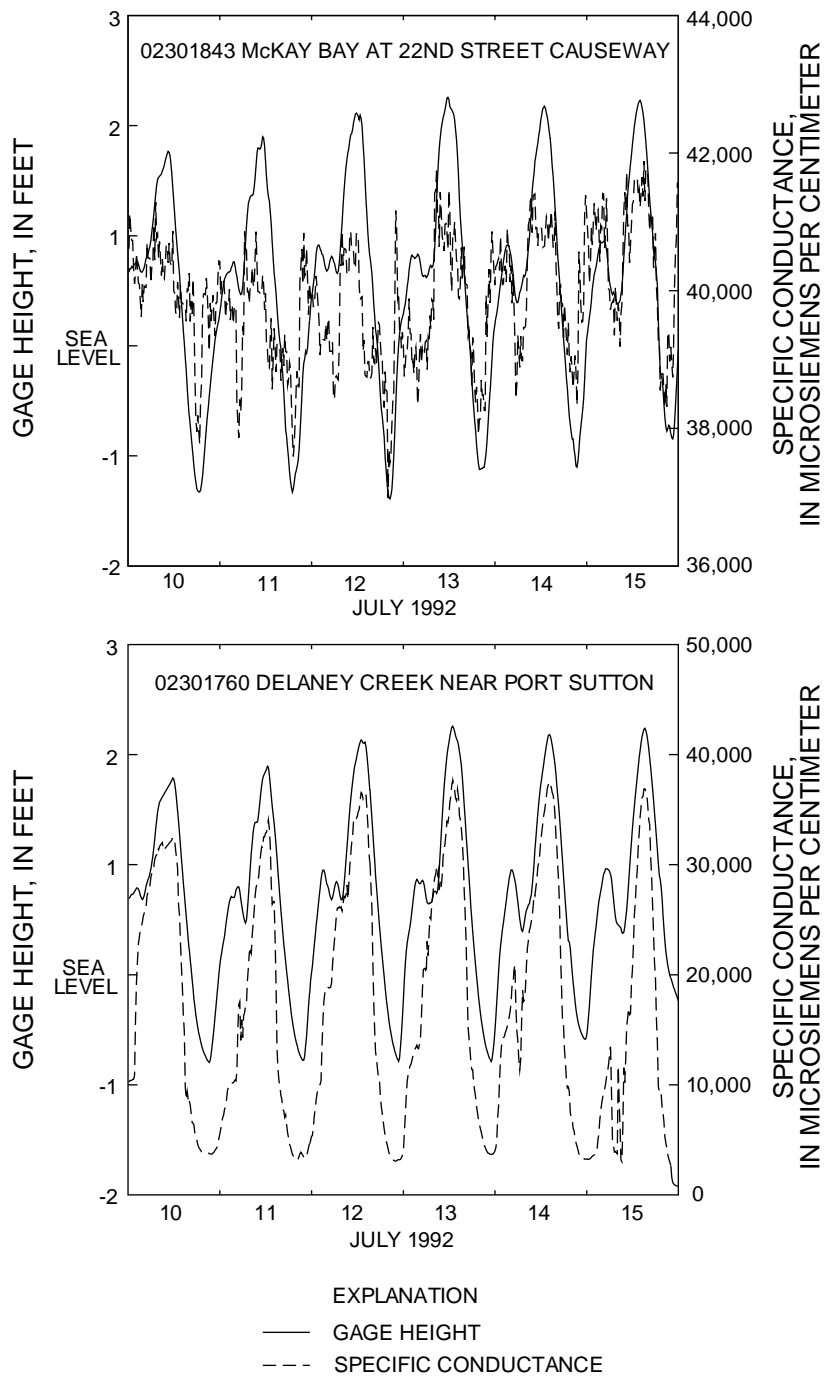 02301843 McKAY BAY AT 22ND STREET CAUSEWAY
GAGE HEIGHT, IN FEET
3
2
1
SEA
LEVEL
-1
-2
44,000
42,000
40,000
38,000
36,000
SPECIFIC CONDUCTANCE,
IN MICROSIEMENS PER CENTIMETER
10 11 12 13 14 15
JULY 1992
02301760 DELANEY CREEK NEAR PORT SUTTON
GAGE HEIGHT, IN FEET
3
2
1
SEA
LEVEL
-1
-2
50,000
40,000
30,000
20,000
10,000
0
SPECIFIC CONDUCTANCE,
IN MICROSIEMENS PER CENTIMETER
10 11 12 13 14 15
JULY 1992
EXPLANATION
GAGE HEIGHT
SPECIFIC CONDUCTANCE